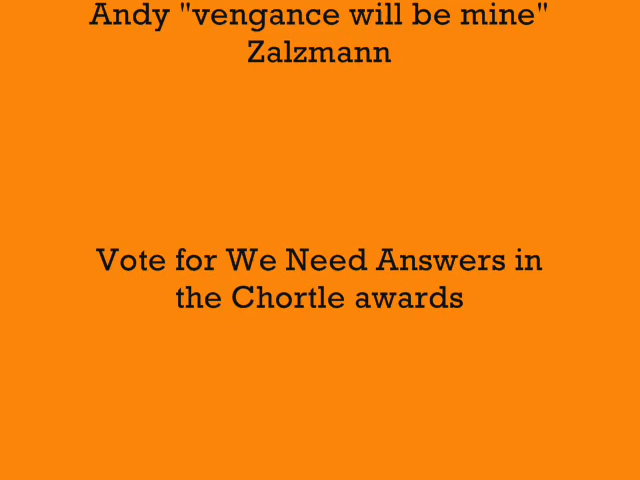 Andy "vengance will be mine"
Zalzmann
Vote for We Need Answers in
the Chortle awards